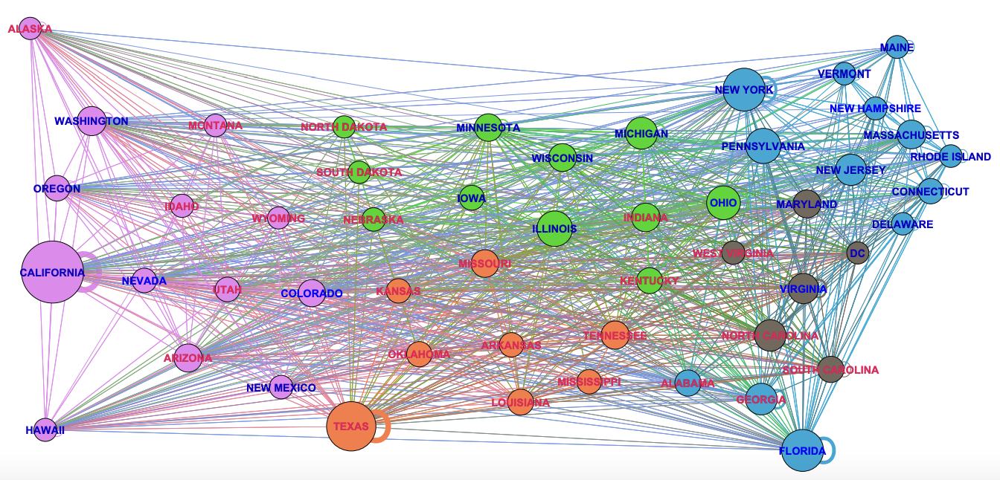 ALASKA
MAINE
VERMONT
NEW YORK
NEW HAMPSHIRE
WASHINGTON
MONTANA
NORTH DAKOTA
MINNESOTA
MICHIGAN
MASSACHUSETTS
PENNSYLVANIA
WISCONSIN
RHODE ISLAND
SOUTH DAKOTA
NEW JERSEY
OREGON
CONNECTICUT
IOWA
IDAHO
OHIO
MARYLAND
WYOMING
NEBRASKA
INDIANA
DELAWARE
ILLINOIS
WEST VIRGINIA
DC
MISSOURI
CALIFORNIA
NEVADA
KENTUCKY
UTAH
COLORADO
KANSAS
VIRGINIA
TENNESSEE
NORTH CAROLINA
ARKANSAS
OKLAHOMA
ARIZONA
SOUTH CAROLINA
MISSISSIPPI
ALABAMA
NEW MEXICO
GEORGIA
LOUISIANA
TEXAS
HAWAII
FLORIDA